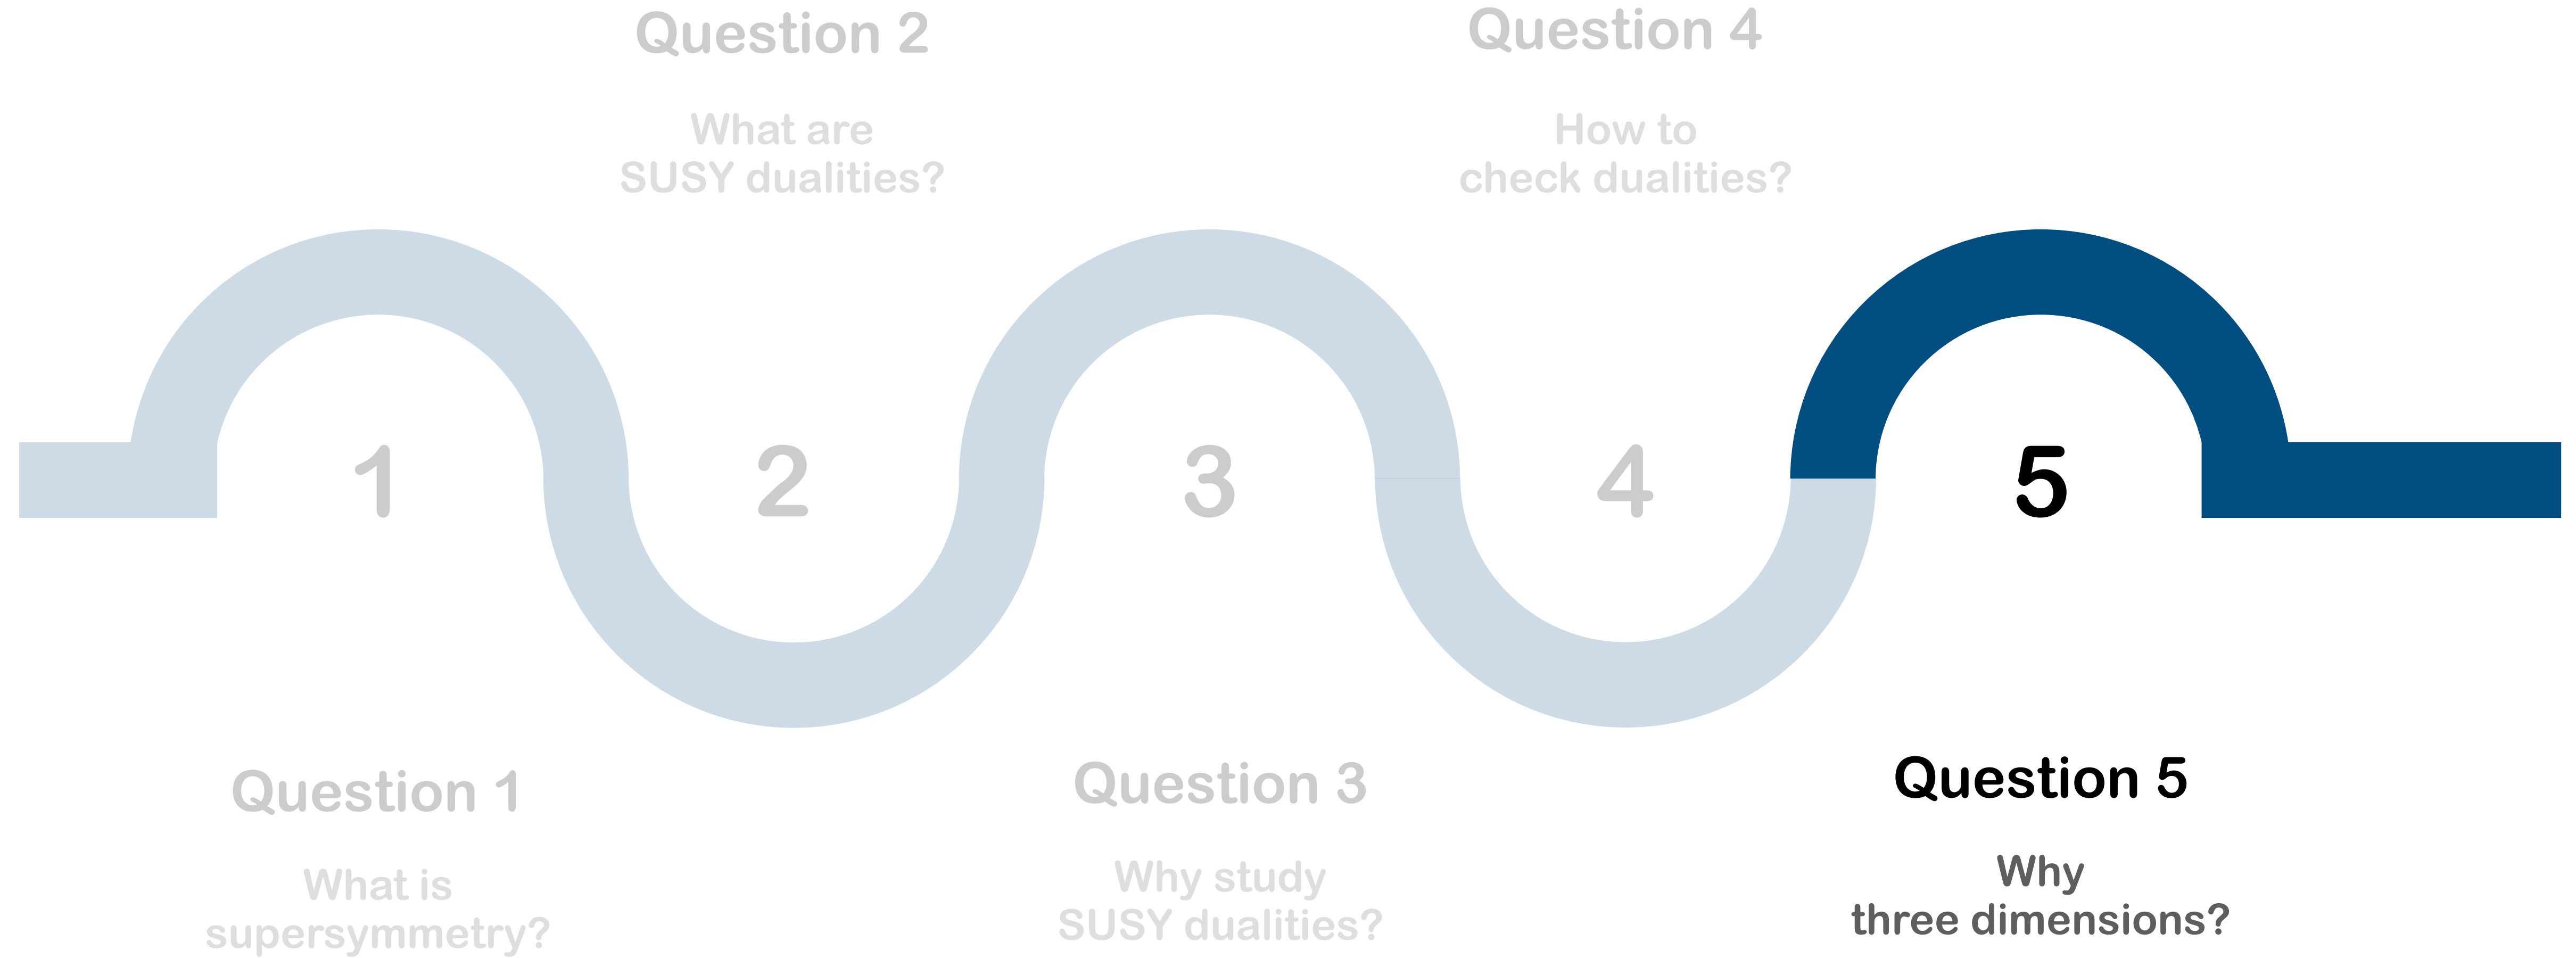 Question 2
What are
SUSY dualities?
Question 4
How to
check dualities?
1
2
3
4
5
Question 1
What is
supersymmetry?
Question 3
Why study
SUSY dualities?
Question 5
Why
three dimensions?